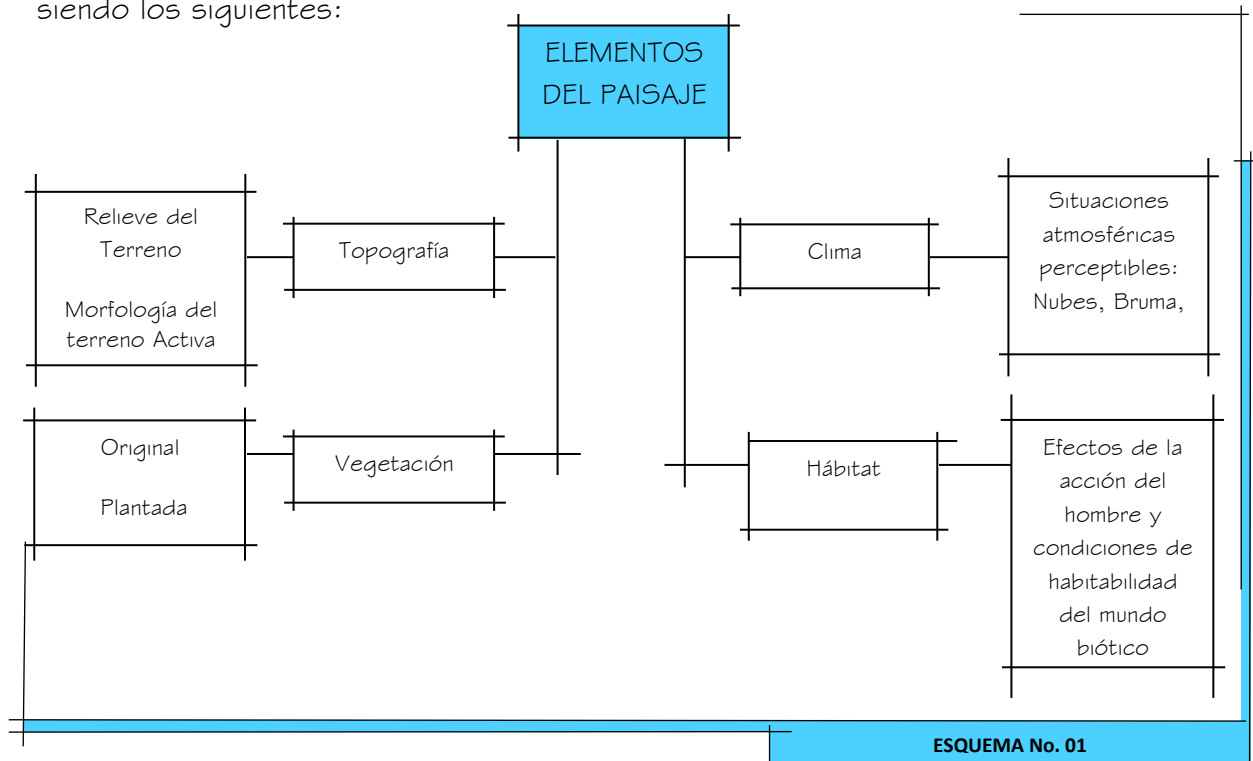 siendo los siguientes:
ELEMENTOS
DEL PAISAJE
Relieve del
Terreno
Morfología del
terreno Activa
Topografía
Clima
Situaciones
atmosféricas
perceptibles:
Nubes, Bruma,
Original
Plantada
Vegetación
Hábitat
Efectos de la
acción del
hombre y
condiciones de
habitabilidad
del mundo
biótico
ESQUEMA No. 01